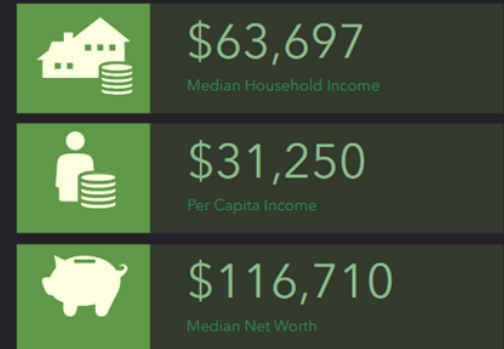 $63,697
Median Household Income
$31,250
Per Capita Income
$116,710
Median Net Worth